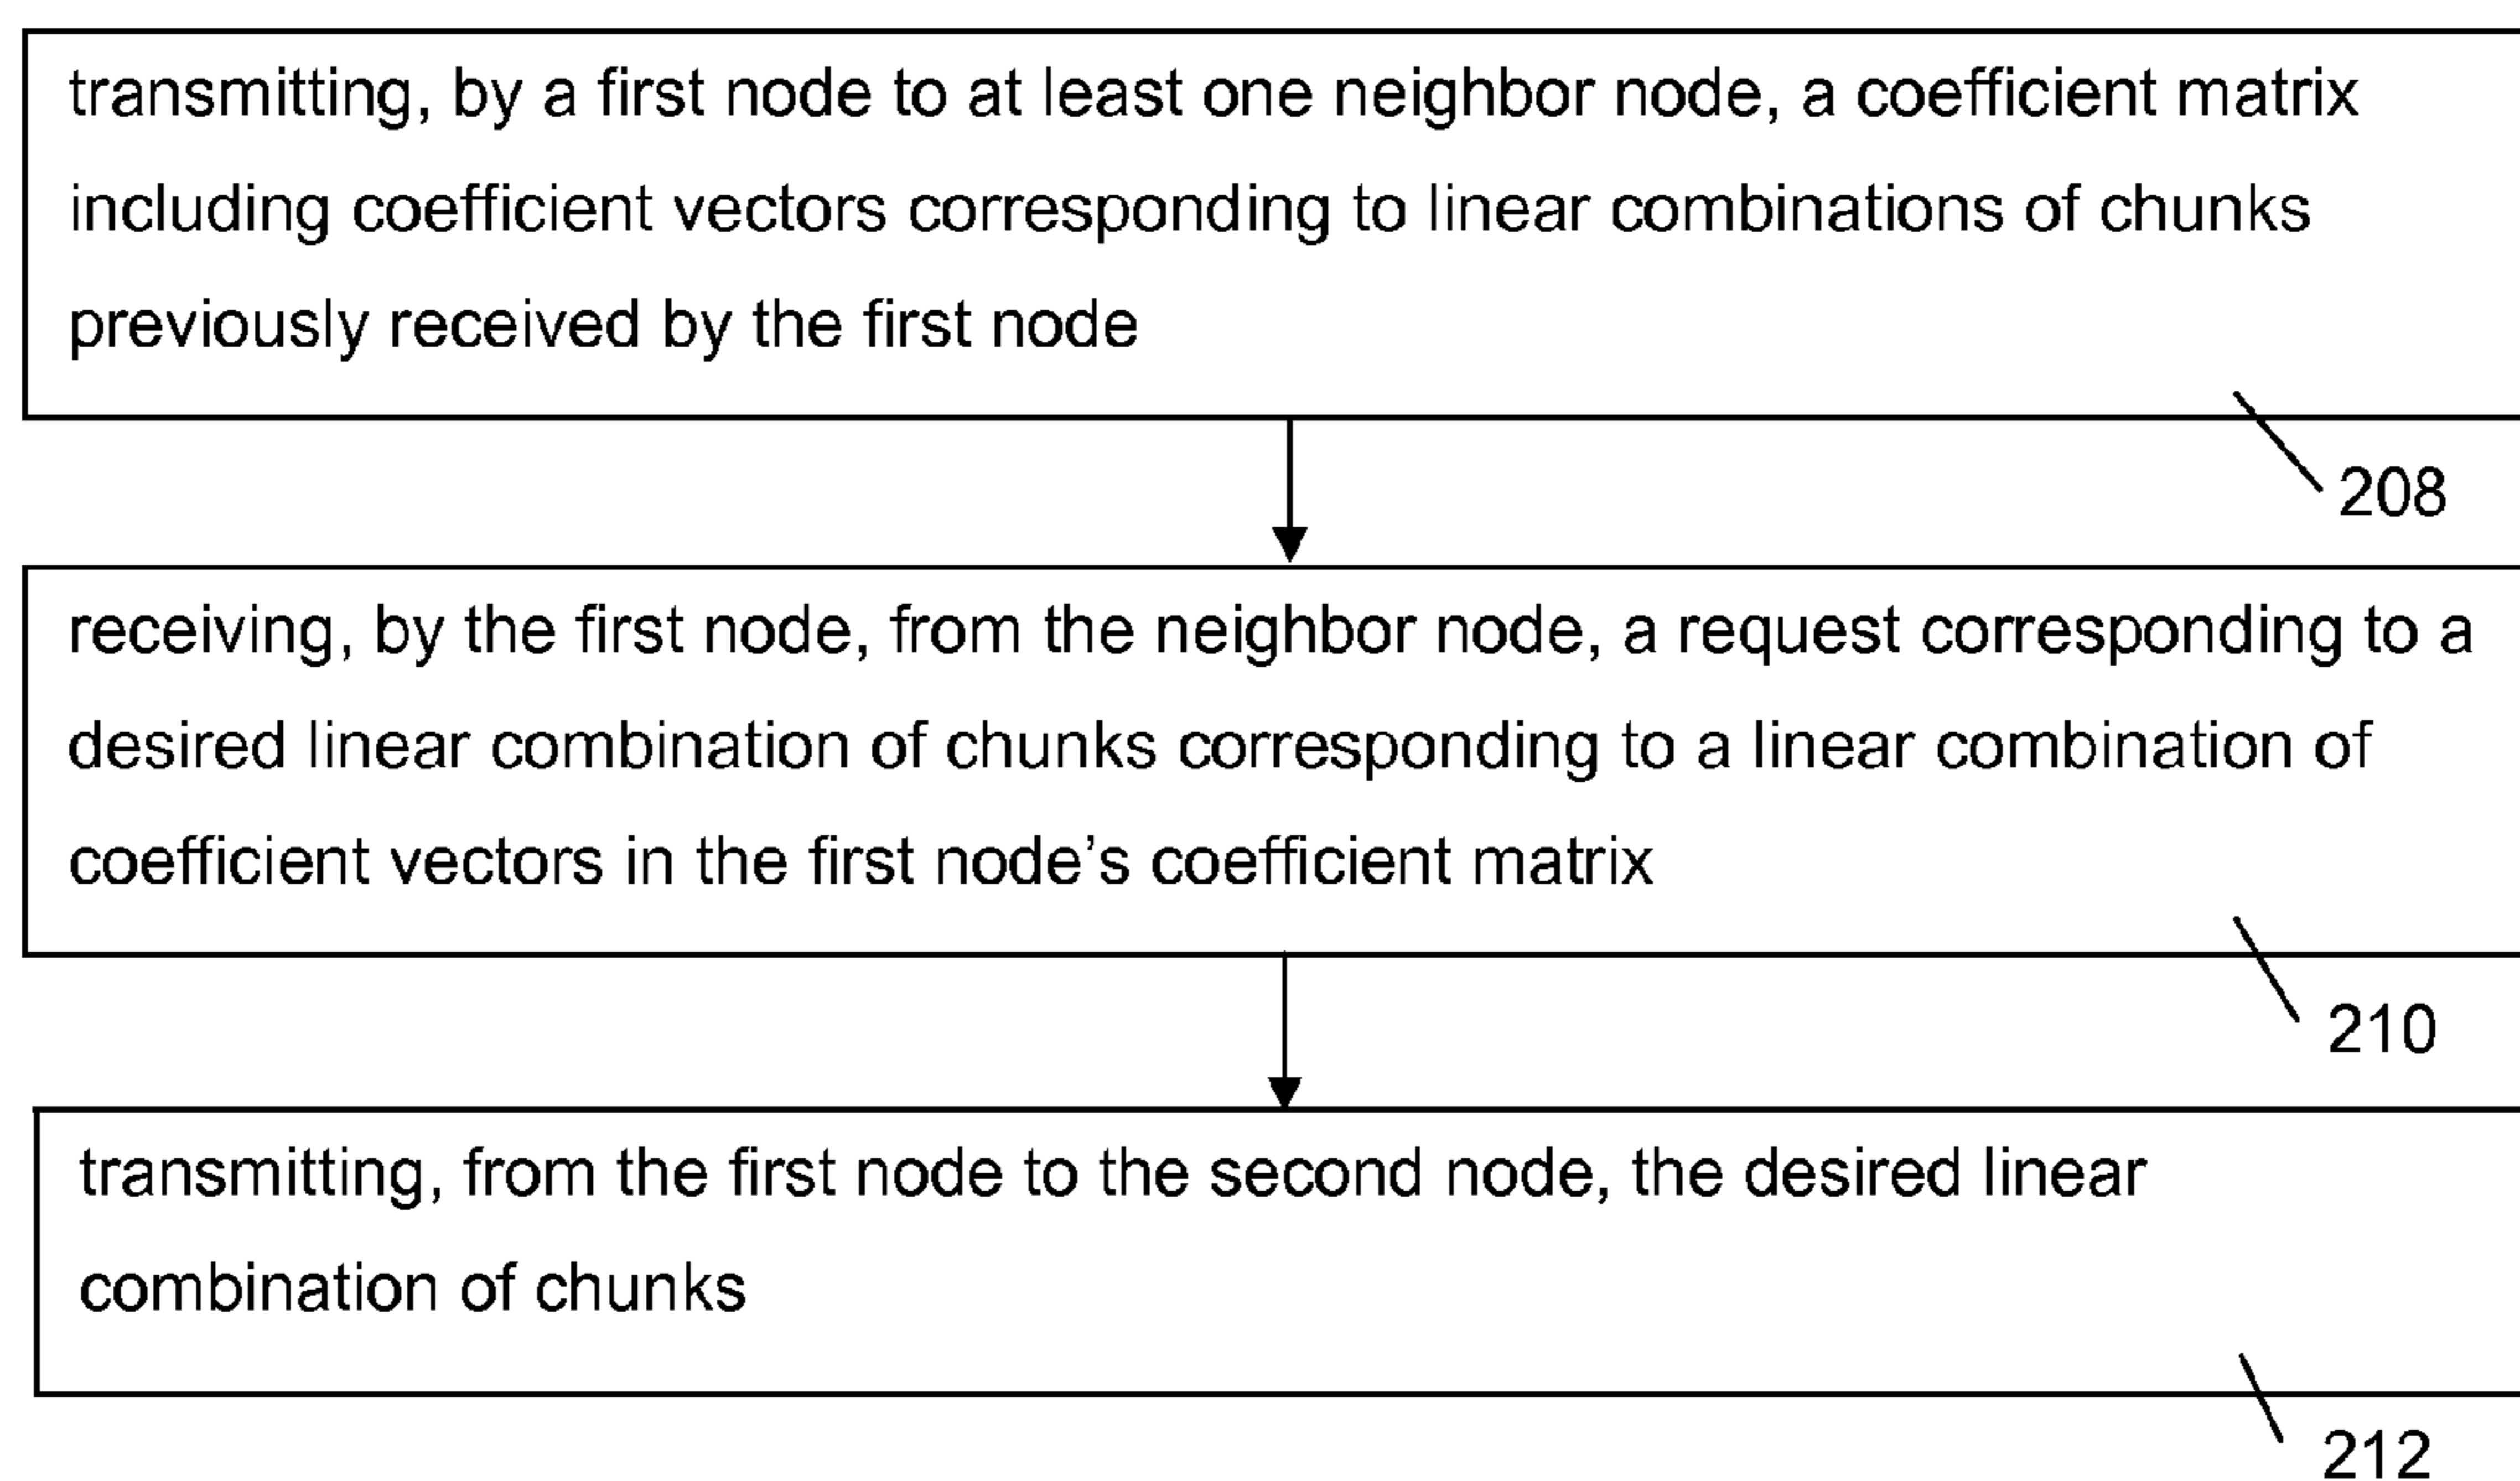 transmitting, by a first node to at least one neighbor node, a coefficient matrix
including coefficient vectors corresponding to linear combinations of chunks
previously received by the first node
208
receiving, by the first node, from the neighbor node, a request corresponding to a
desired linear combination of chunks corresponding to a linear combination of
coefficient vectors in the first node’s coefficient matrix
210
transmitting, from the first node to the second node, the desired linear
combination of chunks
212